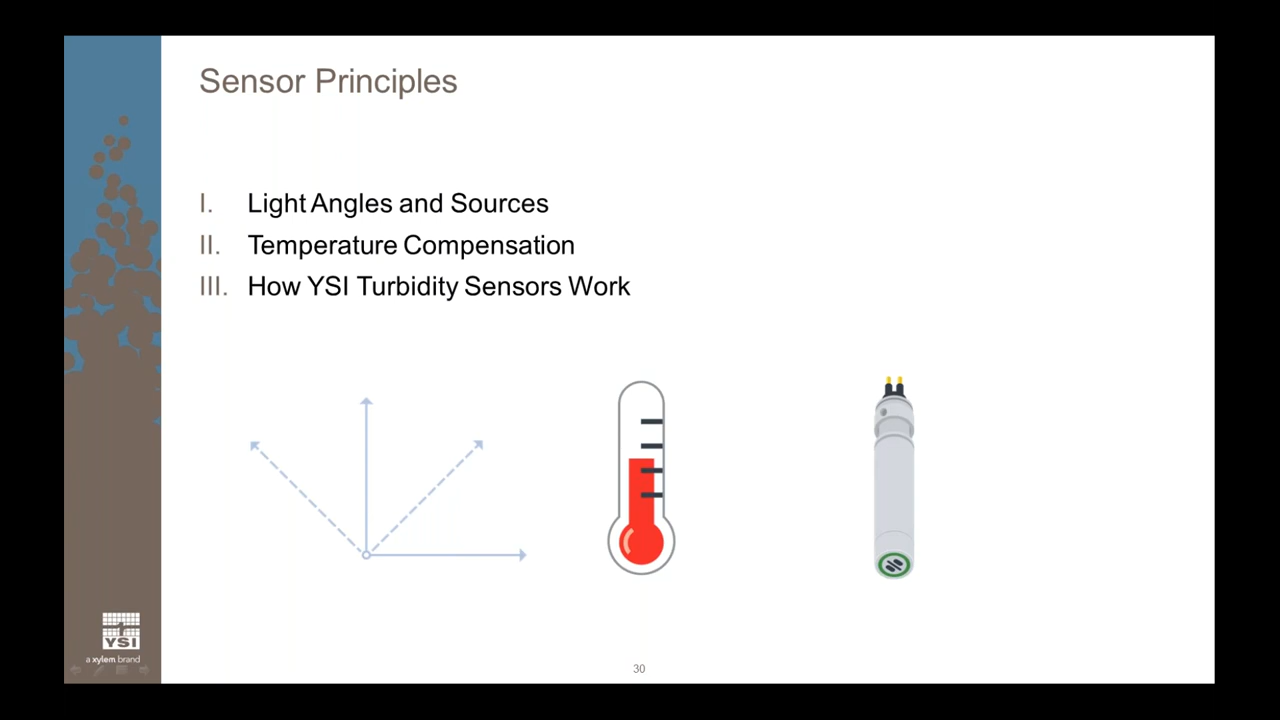 Sensor Principles
I. Light Angles and Sources
II. Temperature Compensation
III. How YSI Turbidity Sensors Work
YSI
a xylem brand
30